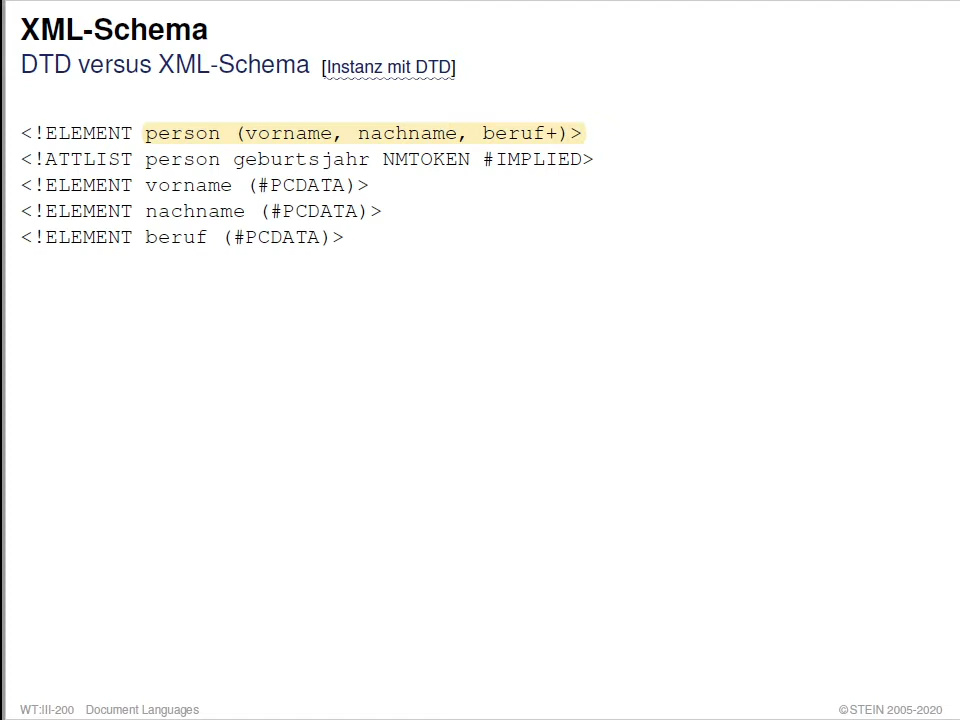 XML-Schema
DTD versus XML-Schema [Instanz mit DTD]
<!ELEMENT person (vorname, nachname, beruf+)>
<!ATTLIST person geburtsjahr NMTOKEN #IMPLIED>
<!ELEMENT vorname (#PCDATA)>
<!ELEMENT nachname (#PCDATA)>
<!ELEMENT beruf (#PCDATA)>
WT:III-200 Document Languages ©STEIN 2005-2020